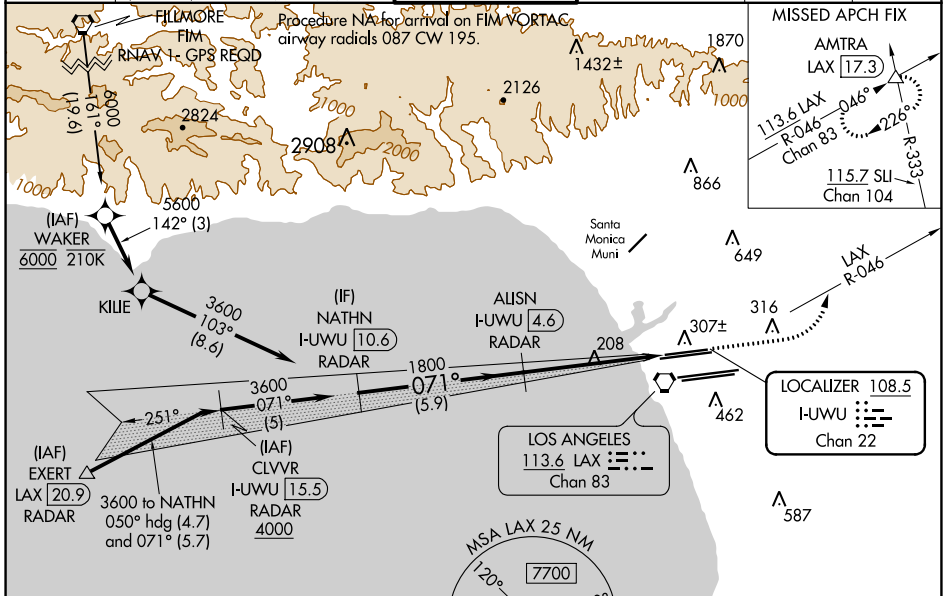 FILLMORE
FIM
RNAV 1- GPS REQD
Procedure NA for arrival on FIM VORTAC
airway radials 087 CW 195.
6000
161°
(19.6)
2824
2908
1000
2000
1432±
2126
1870
1000
1000
MISSED APCH FIX
AMTRA
LAX 17.3
113.6 LAX
R-046
Chan 83
046°
226°
R-333
115.7 SLI
Chan 104
(IAF)
WAKER
6000 210K
5600
142° (3)
KILIE
3600
103°
(8.6)
866
Santa
Monica
Muni
649
LAX
R-046
(IF)
NATHN
I-UWU 10.6
RADAR
ALISN
I-UWU 4.6
RADAR
208
307±
316
1800
071°
(5.9)
3600
071°
(5)
251°
(IAF)
CLVVR
I-UWU 15.5
RADAR
4000
(IAF)
EXERT
LAX 20.9
RADAR
3600 to NATHN
050° hdg (4.7)
and 071° (5.7)
LOS ANGELES
113.6 LAX
Chan 83
462
LOCALIZER 108.5
I-UWU
Chan 22
587
MSA LAX 25 NM
120°
7700